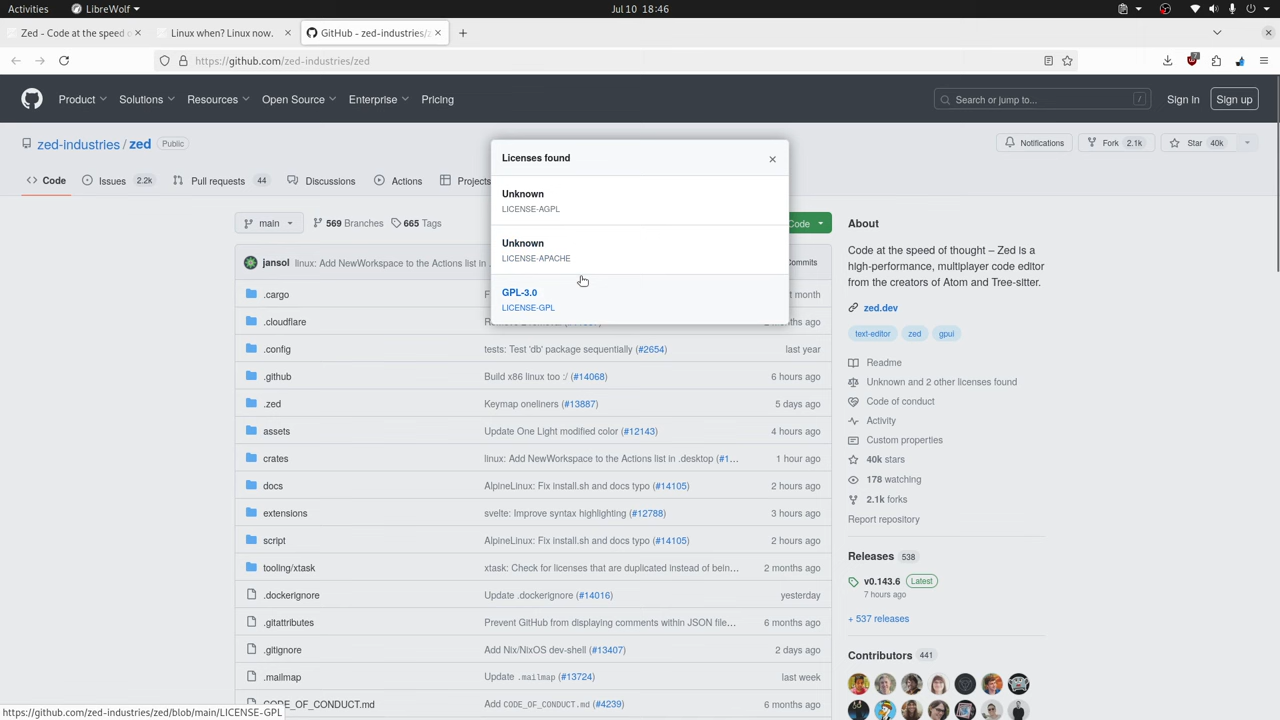 Activities
LibreWolf
Jul 10 18:46
Zed - Code at the speed o
Linux when? Linux now.
GitHub - zed-industries/z
https://github.com/zed-industries/zed
7
Product
Solutions
Resources
Open Source
Enterprise
Pricing
Search or jump to...
/
Sign in
Sign up
zed-industries / zed
Public
Notifications
Fork 2.1k
Star 40k
Code
Issues 2.2k
Pull requests 44
Discussions
Actions
Projects
Licenses found
Unknown
LICENSE-AGPL
Unknown
LICENSE-APACHE
GPL-3.0
LICENSE-GPL
main
569 Branches
665 Tags
Code
jansol linux: Add NewWorkspace to the Actions list in .
Commits
.cargo
month
.cloudflare
.config tests: Test 'db' package sequentially (#2654) last year
.github Build x86 linux too :/ (#14068) 6 hours ago
.zed Keymap oneliners (#13887) 5 days ago
assets Update One Light modified color (#12143) 4 hours ago
crates linux: Add NewWorkspace to the Actions list in .desktop (#1… 1 hour ago
docs AlpineLinux: Fix install.sh and docs typo (#14105) 2 hours ago
extensions svelte: Improve syntax highlighting (#12788) 3 hours ago
script AlpineLinux: Fix install.sh and docs typo (#14105) 2 hours ago
tooling/xtask xtask: Check for licenses that are duplicated instead of bein… 2 months ago
.dockerignore Update .dockerignore (#14016) yesterday
.gitattributes Prevent GitHub from displaying comments within JSON file… 6 months ago
.gitignore Add Nix/NixOS dev-shell (#13407) 2 days ago
.mailmap Update .mailmap (#13724) last week
CODE_OF_CONDUCT.md Add CODE_OF_CONDUCT.md (#4239) 6 months ago
About
Code at the speed of thought – Zed is a
high-performance, multiplayer code editor
from the creators of Atom and Tree-sitter.
zed.dev
text-editor
zed
gpui
Readme
Unknown and 2 other licenses found
Code of conduct
Activity
Custom properties
40k stars
178 watching
2.1k forks
Report repository
Releases 538
v0.143.6 Latest
7 hours ago
+ 537 releases
Contributors 441
https://github.com/zed-industries/zed/blob/main/LICENSE-GPL